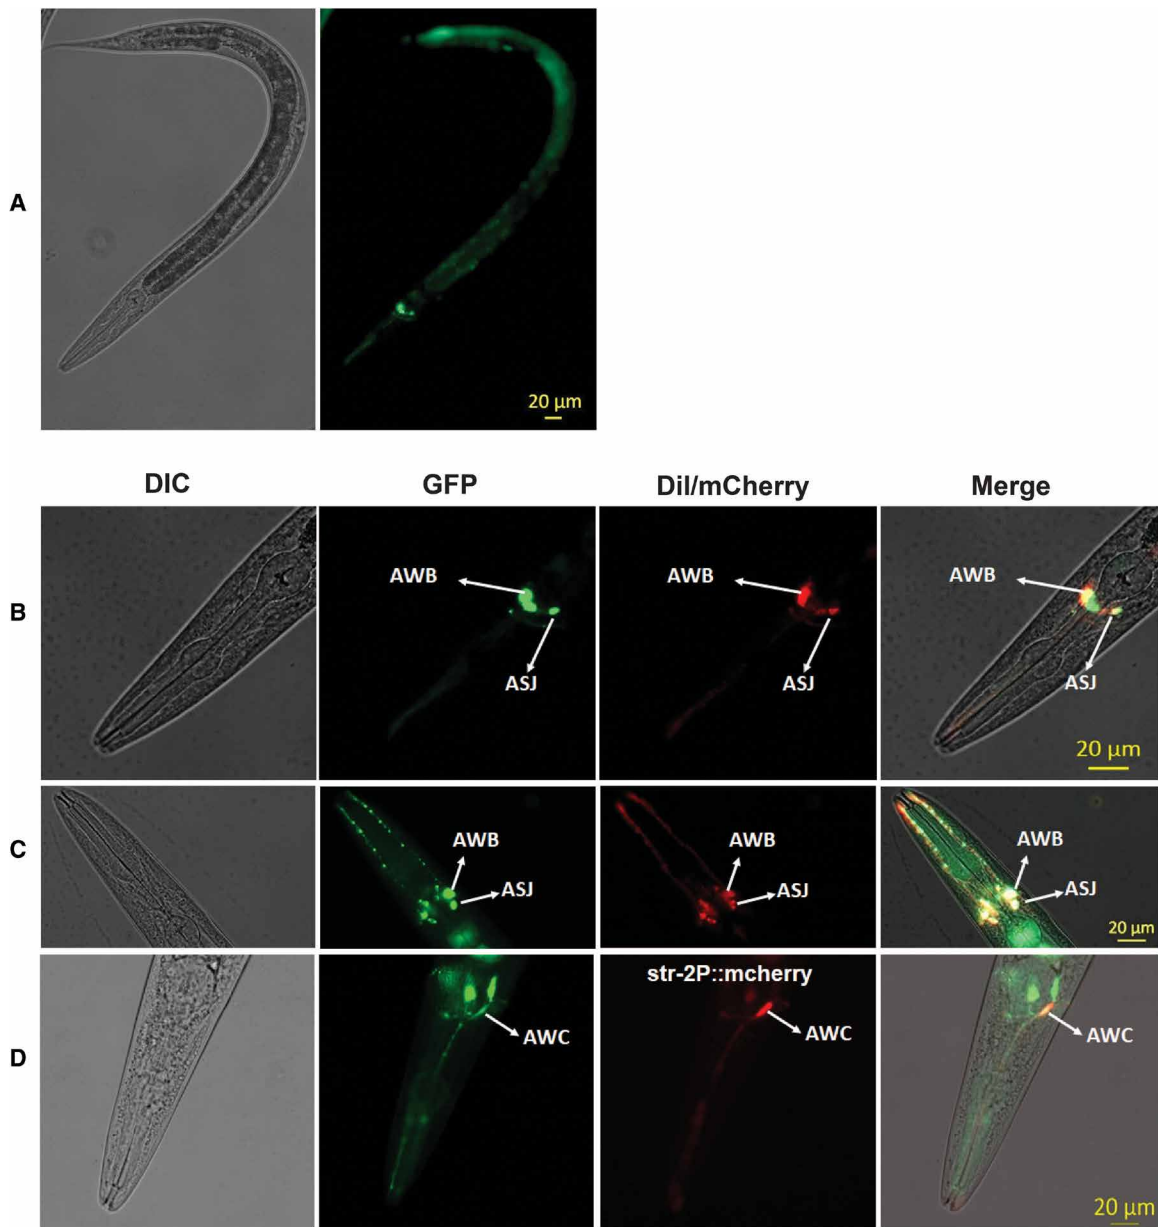 A
20 µm
DIC
GFP
DiI/mCherry
Merge
B
AWB
ASJ
AWB
ASJ
AWB
ASJ
20 µm
C
AWB
ASJ
AWB
ASJ
AWB
ASJ
20 µm
D
AWC
str-2P::mcherry
AWC
AWC
20 µm